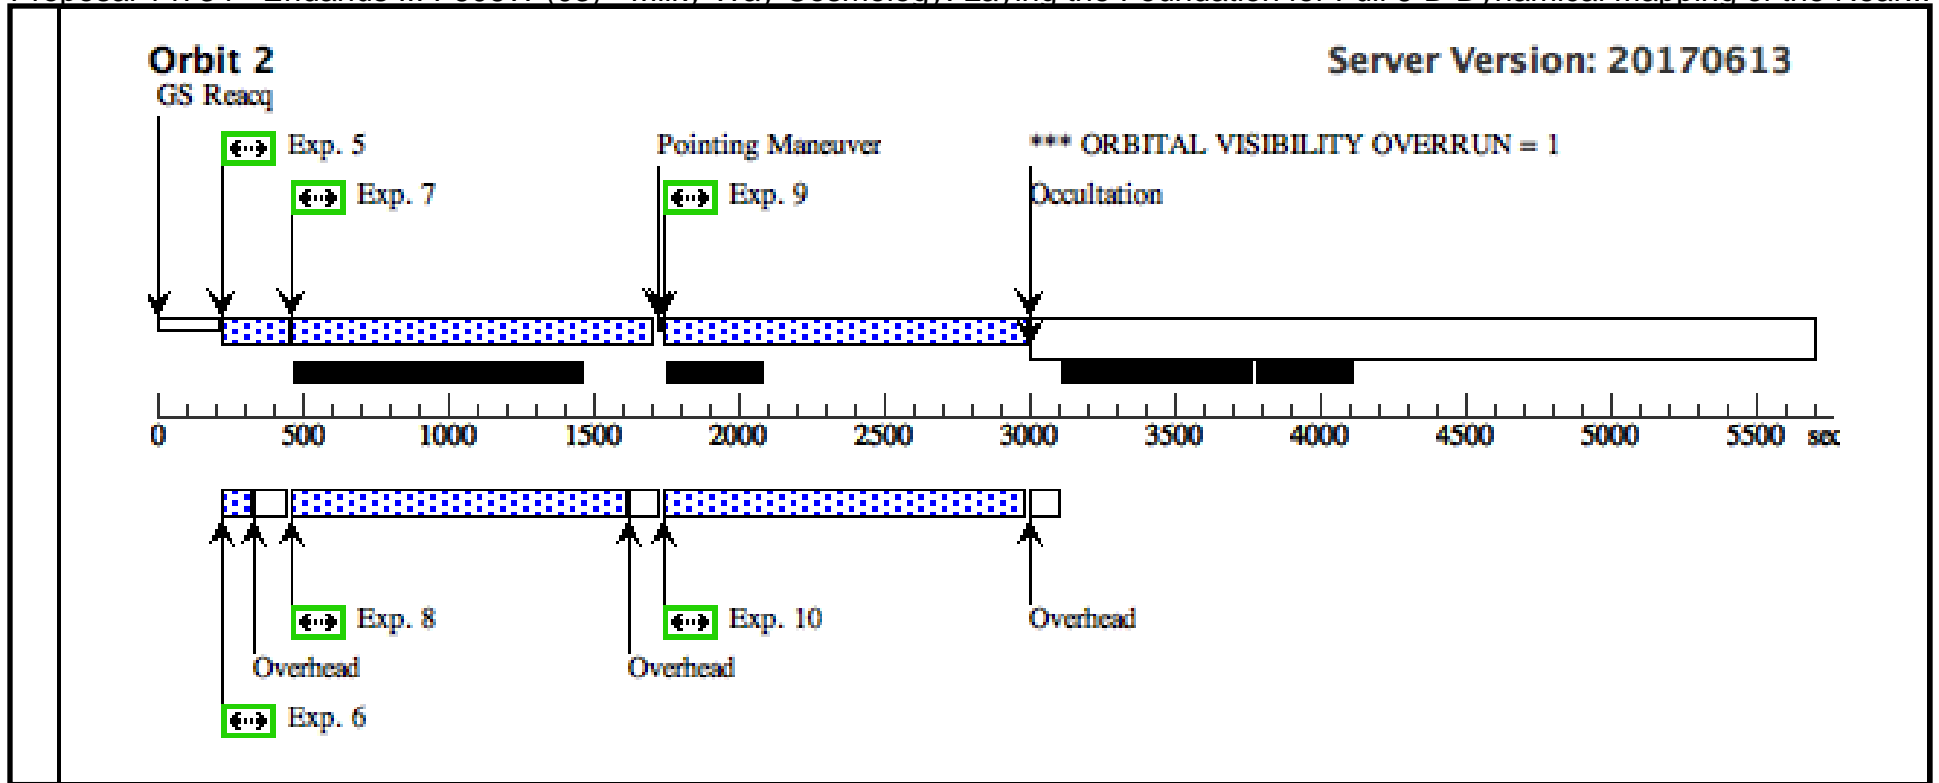 Orbit 2
Server Version: 20170613
GS Reacq
Exp. 5
Pointing Maneuver
*** ORBITAL VISIBILITY OVERRUN = 1
Exp. 7
Exp. 9
Occultation
0 500 1000 1500 2000 2500 3000 3500 4000 4500 5000 5500 sec
Exp. 8
Exp. 10
Overhead
Overhead
Overhead
Exp. 6